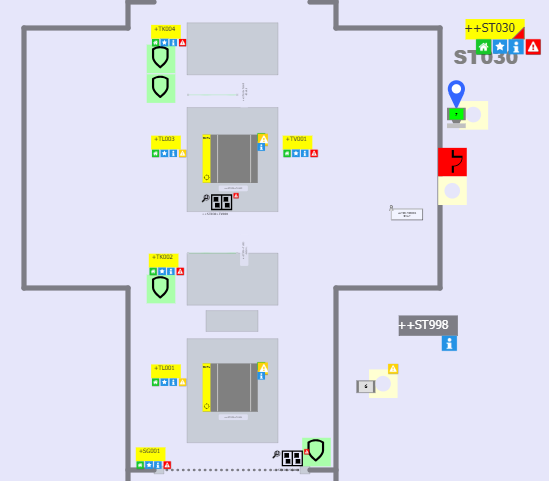 +TK004
++ST030
ST030
+TL003
+TV001
+TK002
++ST998
+TL001
+SG001